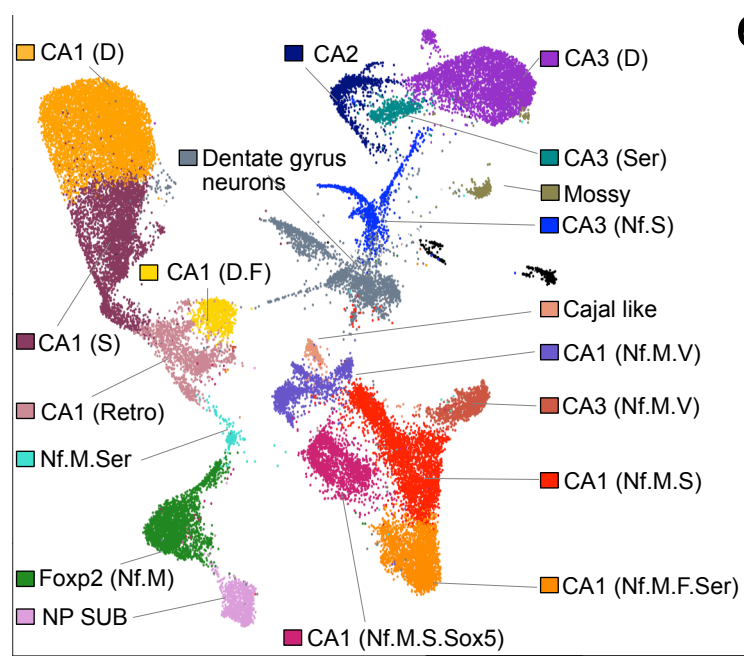 CA1 (D)
CA2
CA3 (D)
Dentate gyrus
neurons
CA3 (Ser)
Mossy
CA3 (Nf.S)
CA1 (D.F)
Cajal like
CA1 (S)
CA1 (Nf.M.V)
CA1 (Retro)
CA3 (Nf.M.V)
Nf.M.Ser
CA1 (Nf.M.S)
Foxp2 (Nf.M)
CA1 (Nf.M.F.Ser)
NP SUB
CA1 (Nf.M.S.Sox5)